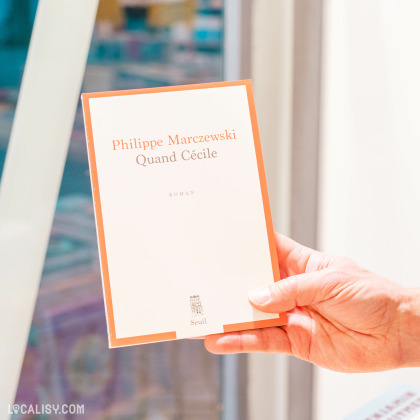 Philippe Marczewski
Quand Cécile
ROMAN
Seuil
LOCALISY.COM